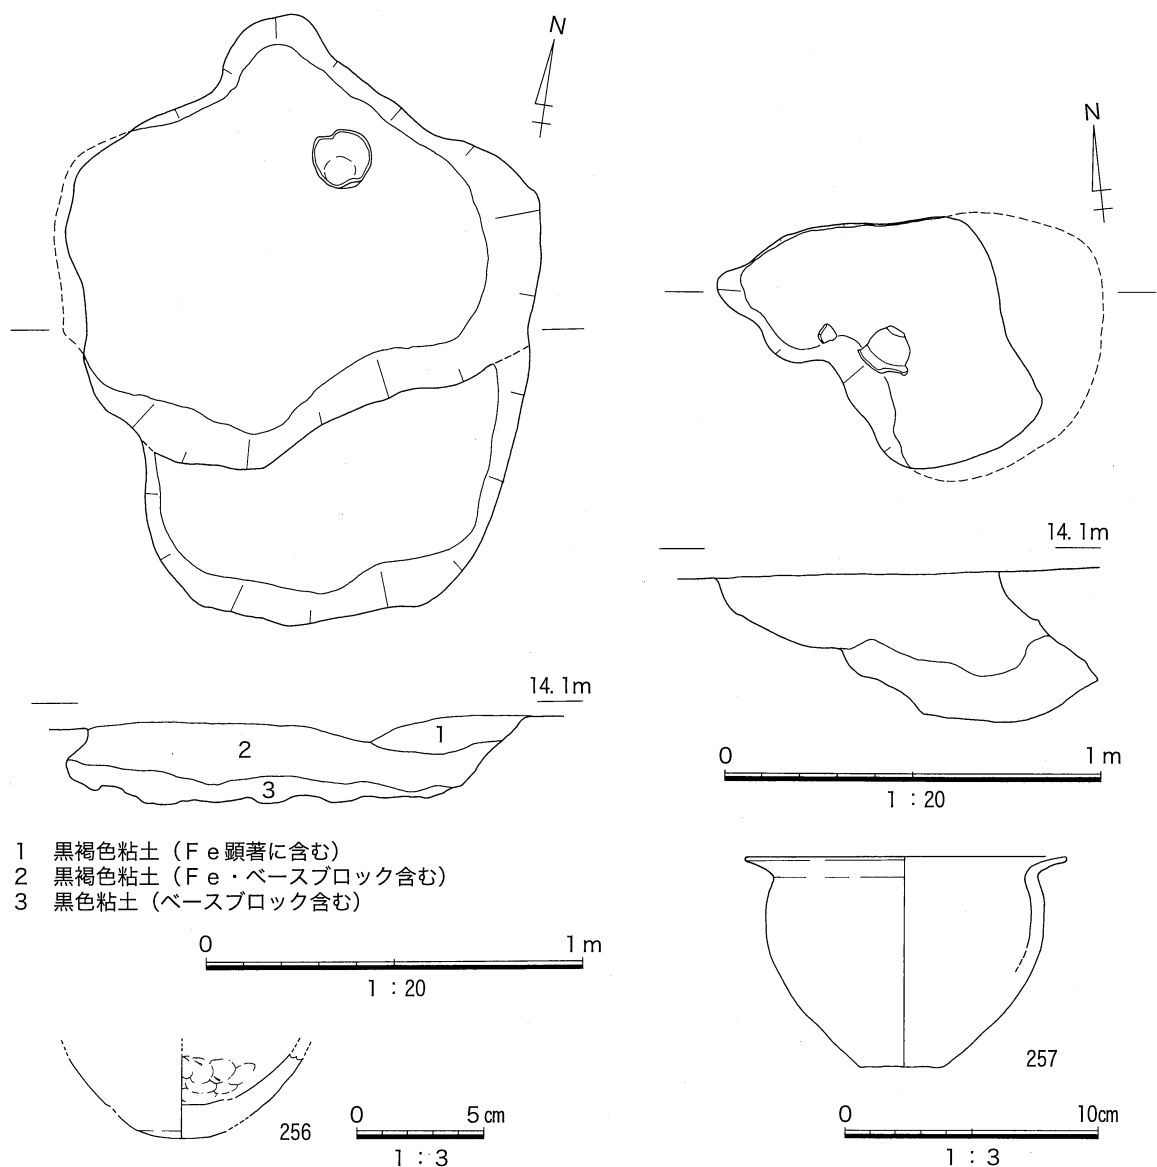 N
14.1m
1
2
3
1 黒褐色粘土（Ｆｅ顕著に含む）
2 黒褐色粘土（Ｆｅ・ベースブロック含む）
3 黒色粘土（ベースブロック含む）
0 1m
1：20
256
0 5cm
1：3
N
14.1m
0 1m
1：20
257
0 10cm
1：3